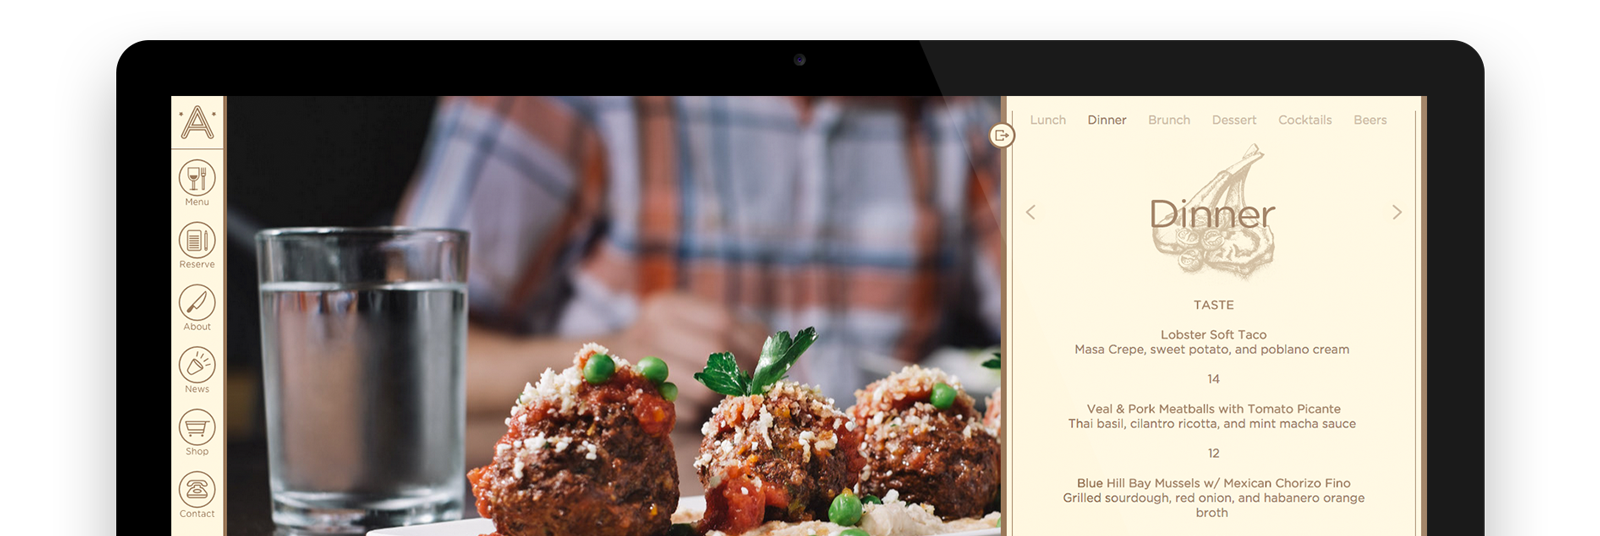 A
Menu
Reserve
About
News
Shop
Contact
Lunch Dinner Brunch Dessert Cocktails Beers
Dinner
TASTE
Lobster Soft Taco
Masa Crepe, sweet potato, and poblano cream
14
Veal & Pork Meatballs with Tomato Picante
Thai basil, cilantro ricotta, and mint macha sauce
12
Blue Hill Bay Mussels w/ Mexican Chorizo Fino
Grilled sourdough, red onion, and habanero orange
broth